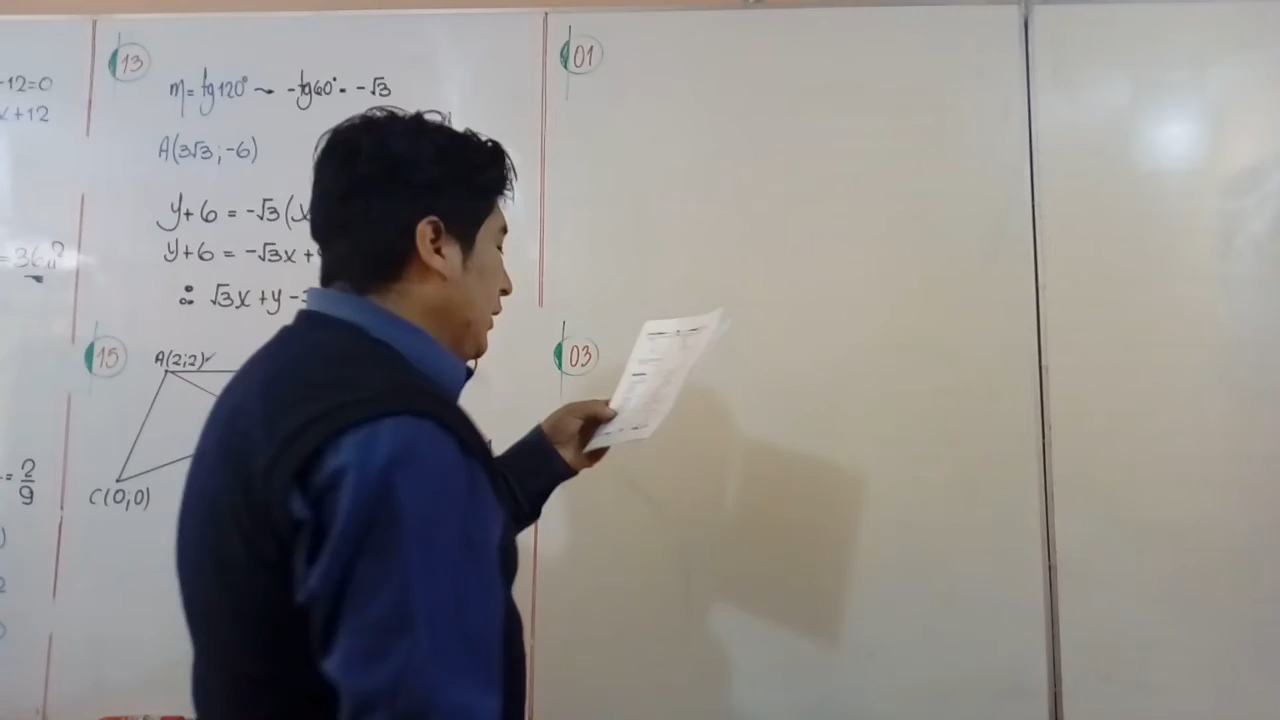 -12=0
x+12
=36u²
=2/9
13
m = tg120° ~ -tg60° = -√3
A(3√3;-6)
y+6 = -√3(x
y+6 = -√3x+
∴ √3x+y-
15
A(2;2)
C(0;0)
01
03